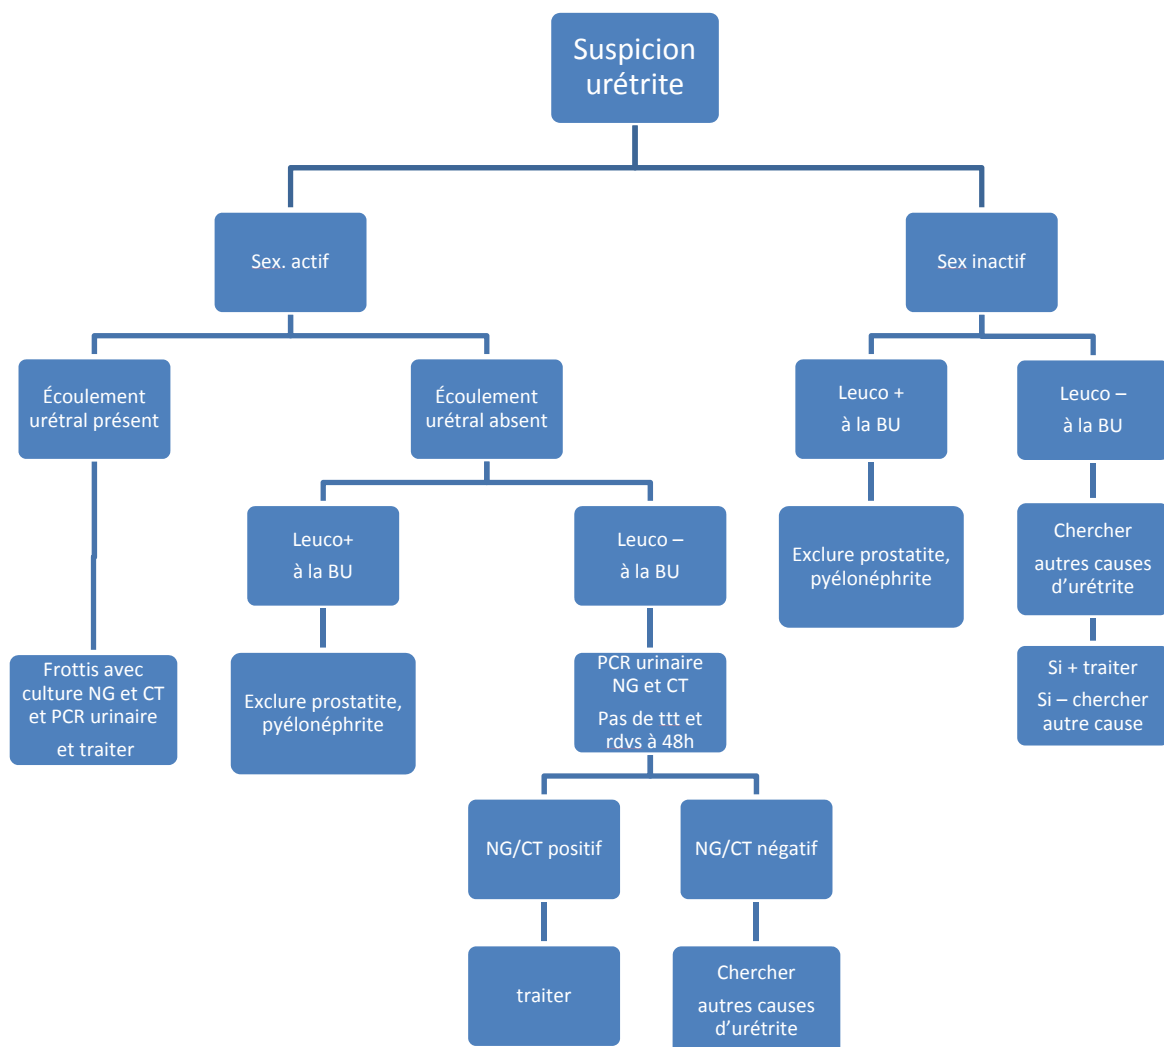 Suspicion
urétrite
Sex. actif
Sex inactif
Écoulement
urétral présent
Écoulement
urétral absent
Leuco +
à la BU
Leuco –
à la BU
Leuco+
à la BU
Leuco –
à la BU
Exclure prostatite,
pyélonéphrite
Chercher
autres causes
d’urétrite
Frottis avec
culture NG et CT
et PCR urinaire
et traiter
Exclure prostatite,
pyélonéphrite
PCR urinaire
NG et CT
Pas de ttt et
rdvs à 48h
Si + traiter
Si – chercher
autre cause
NG/CT positif
NG/CT négatif
traiter
Chercher
autres causes
d’urétrite